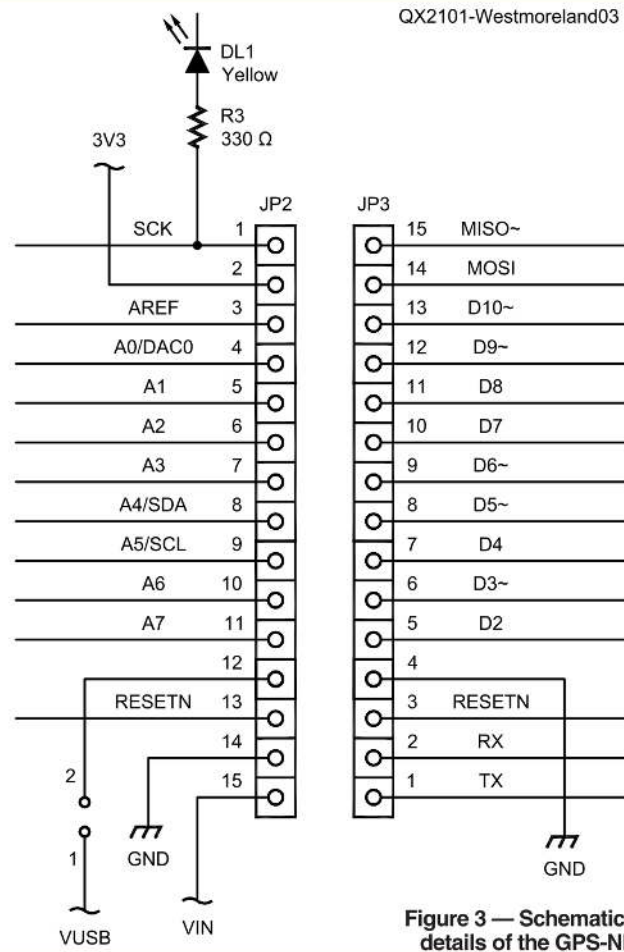 QX2101-Westmoreland03
DL1
Yellow
R3
330 Ω
3V3
JP2
JP3
SCK 1
15 MISO~
2
14 MOSI
AREF 3
13 D10~
A0/DAC0 4
12 D9~
A1 5
11 D8
A2 6
10 D7
A3 7
9 D6~
A4/SDA 8
8 D5~
A5/SCL 9
7 D4
A6 10
6 D3~
A7 11
5 D2
12
4
RESETN 13
3 RESETN
14
2 RX
15
1 TX
2
1
GND
GND
VUSB
VIN
Figure 3 — Schematic
details of the